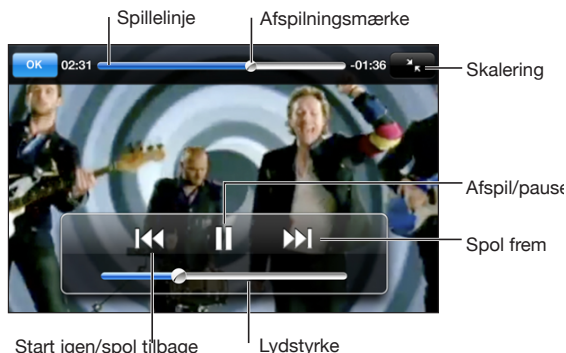 Spillelinje
Afspilningsmærke
OK
02:31
-01:36
Skalering
Afspil/pause
Spol frem
Start igen/spol tilbage
Lydstyrke